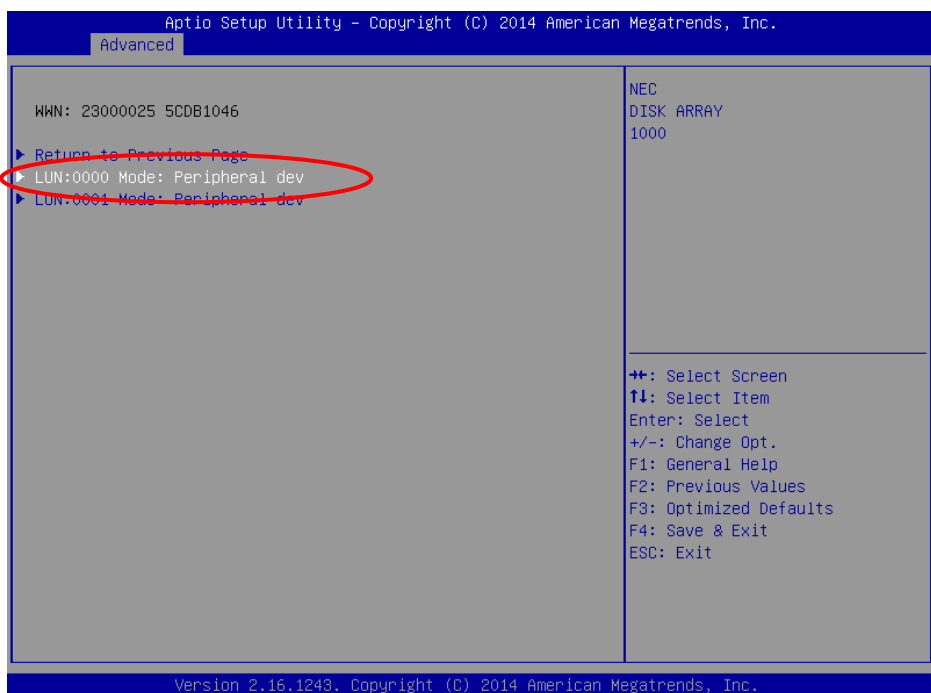 Aptio Setup Utility – Copyright (C) 2014 American Megatrends, Inc.
Advanced
WWN: 23000025 5CDB1046
Return to Previous Page
LUN:0000 Mode: Peripheral dev
LUN:0001 Mode: Peripheral dev
NEC
DISK ARRAY
1000
→←: Select Screen
↑↓: Select Item
Enter: Select
+/-: Change Opt.
F1: General Help
F2: Previous Values
F3: Optimized Defaults
F4: Save & Exit
ESC: Exit
Version 2.16.1243. Copyright (C) 2014 American Megatrends, Inc.